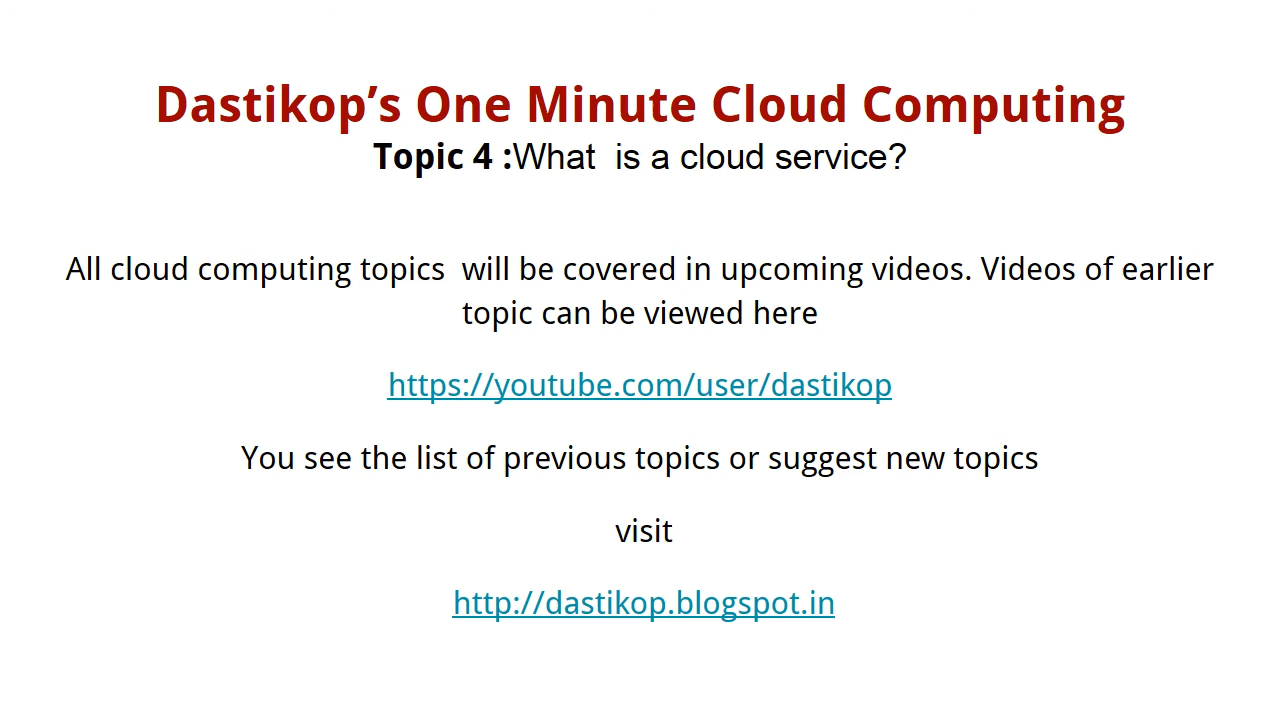 Dastikop’s One Minute Cloud Computing
Topic 4 :What  is a cloud service?
All cloud computing topics  will be covered in upcoming videos. Videos of earlier
topic can be viewed here
https://youtube.com/user/dastikop
You see the list of previous topics or suggest new topics
visit
http://dastikop.blogspot.in